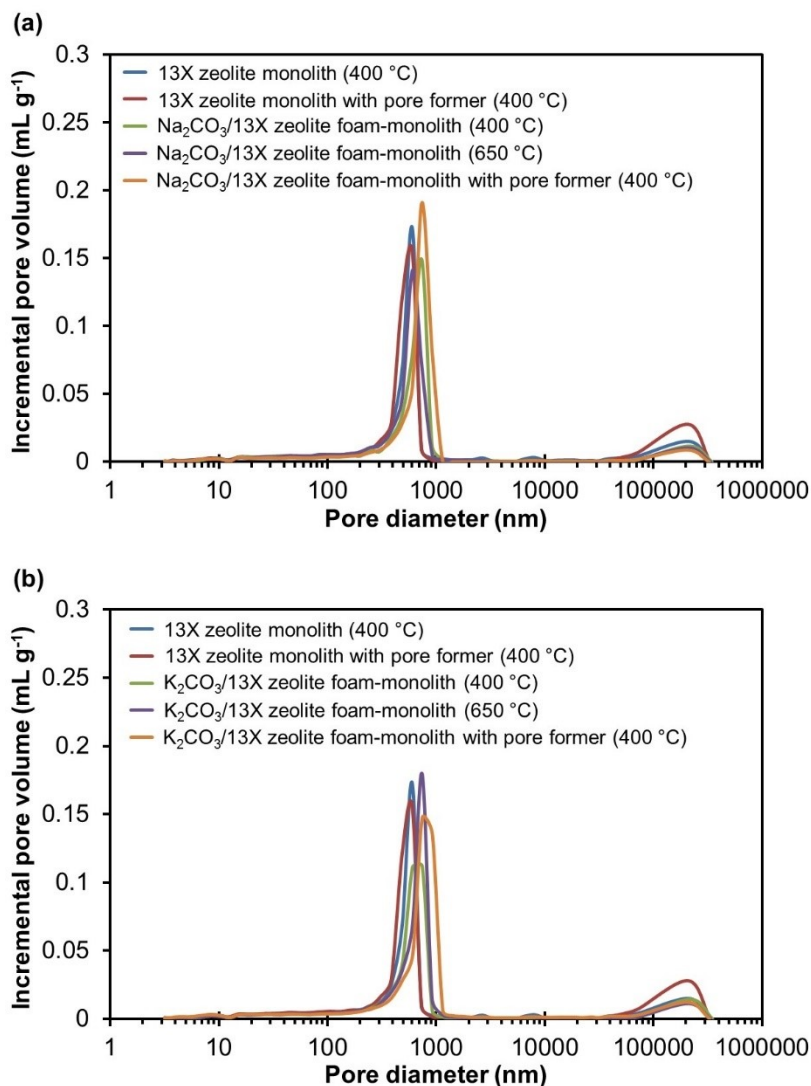 (a)
0.3
0.25
0.2
0.15
0.1
0.05
0
Incremental pore volume (mL g⁻¹)
13X zeolite monolith (400 °C)
13X zeolite monolith with pore former (400 °C)
Na₂CO₃/13X zeolite foam-monolith (400 °C)
Na₂CO₃/13X zeolite foam-monolith (650 °C)
Na₂CO₃/13X zeolite foam-monolith with pore former (400 °C)
1 10 100 1000 10000 100000 1000000
Pore diameter (nm)
(b)
0.3
0.25
0.2
0.15
0.1
0.05
0
Incremental pore volume (mL g⁻¹)
13X zeolite monolith (400 °C)
13X zeolite monolith with pore former (400 °C)
K₂CO₃/13X zeolite foam-monolith (400 °C)
K₂CO₃/13X zeolite foam-monolith (650 °C)
K₂CO₃/13X zeolite foam-monolith with pore former (400 °C)
1 10 100 1000 10000 100000 1000000
Pore diameter (nm)